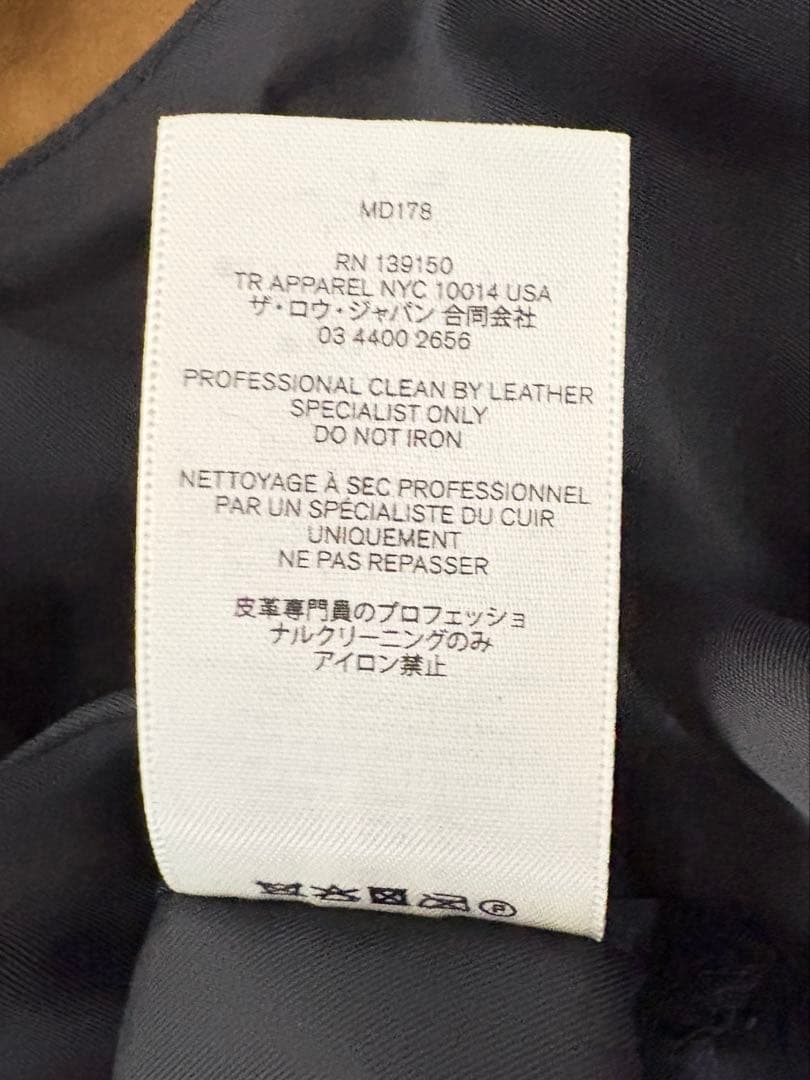 MD178
RN 139150
TR APPAREL NYC 10014 USA
ザ・ロウ・ジャパン 合同会社
03 4400 2656
PROFESSIONAL CLEAN BY LEATHER
SPECIALIST ONLY
DO NOT IRON
NETTOYAGE À SEC PROFESSIONNEL
PAR UN SPÉCIALISTE DU CUIR
UNIQUEMENT
NE PAS REPASSER
皮革専門員のプロフェッショ
ナルクリーニングのみ
アイロン禁止
P